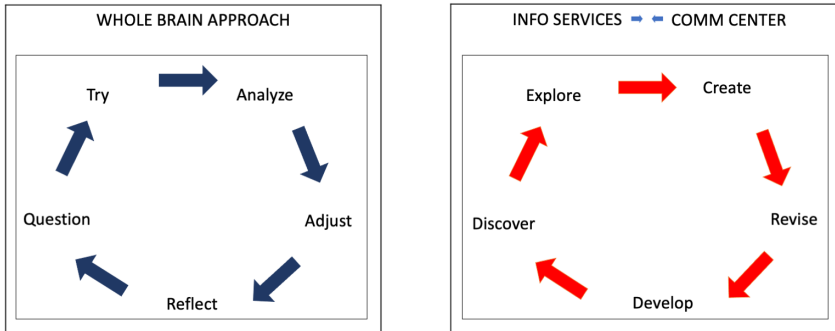 WHOLE BRAIN APPROACH
Try
Analyze
Question
Adjust
Reflect
INFO SERVICES COMM CENTER
Explore
Create
Discover
Revise
Develop